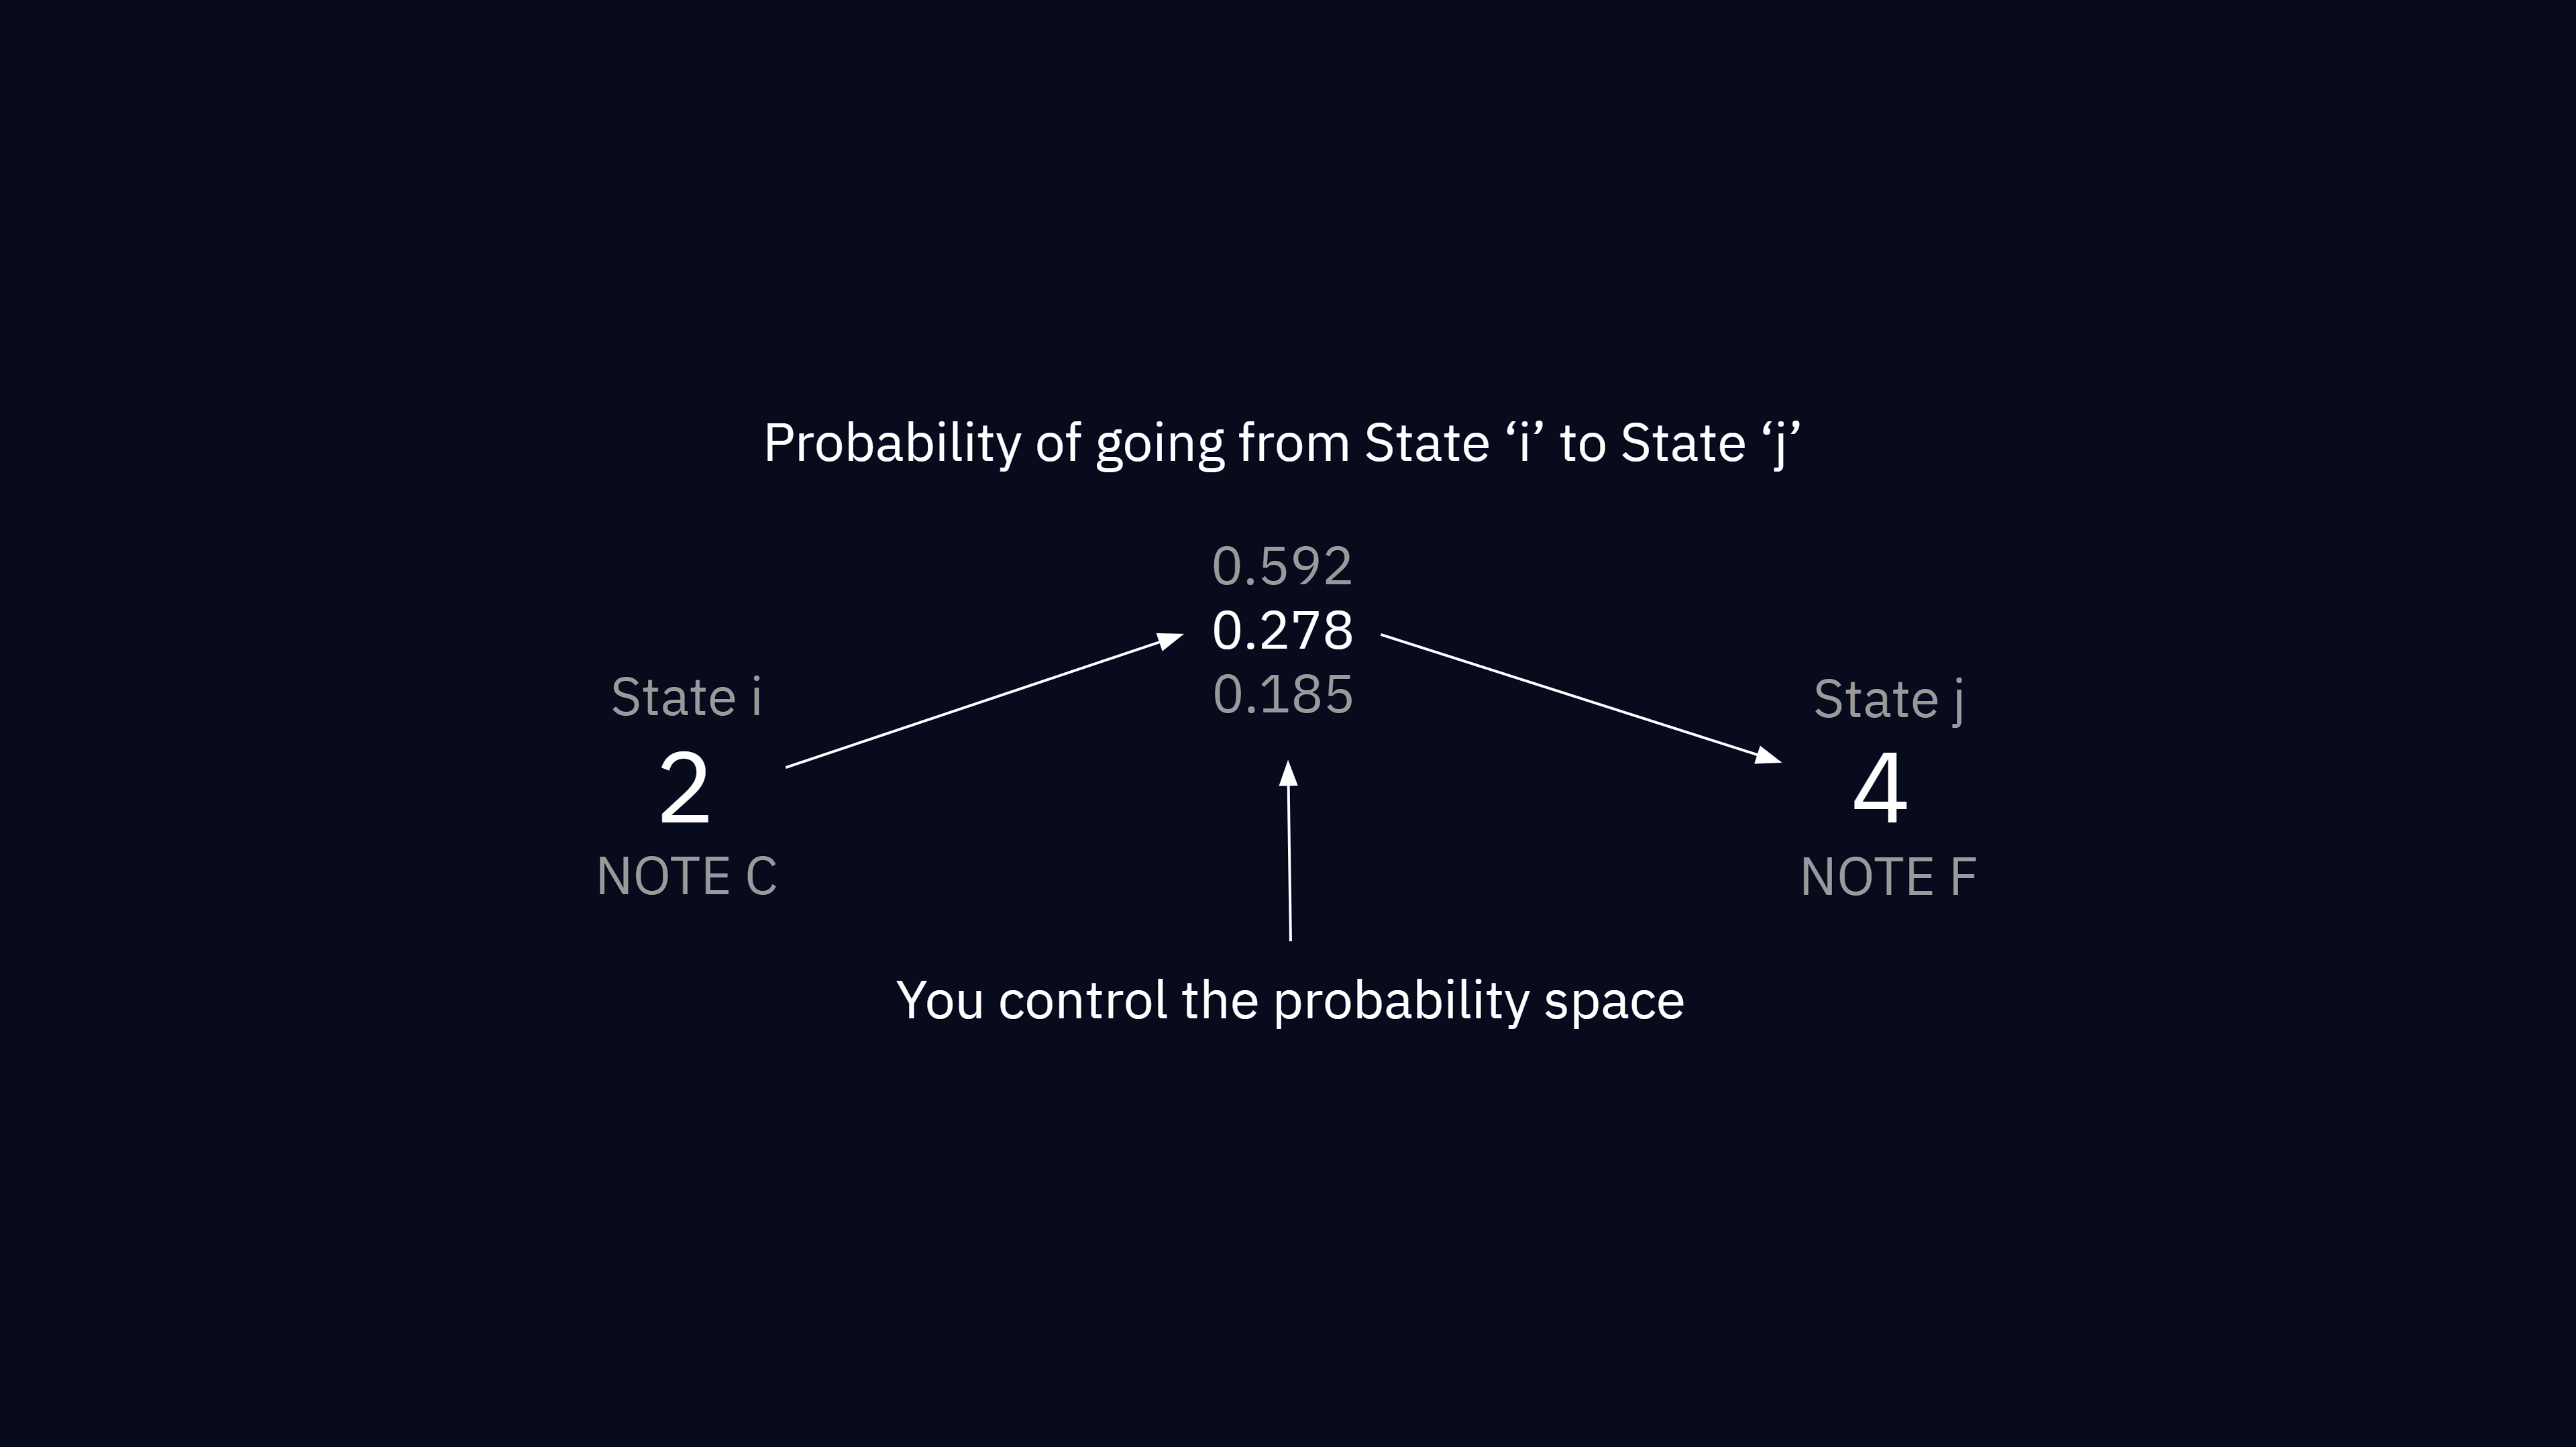 Probability of going from State ‘i’ to State ‘j’
0.592
0.278
0.185
State i
2
NOTE C
State j
4
NOTE F
You control the probability space